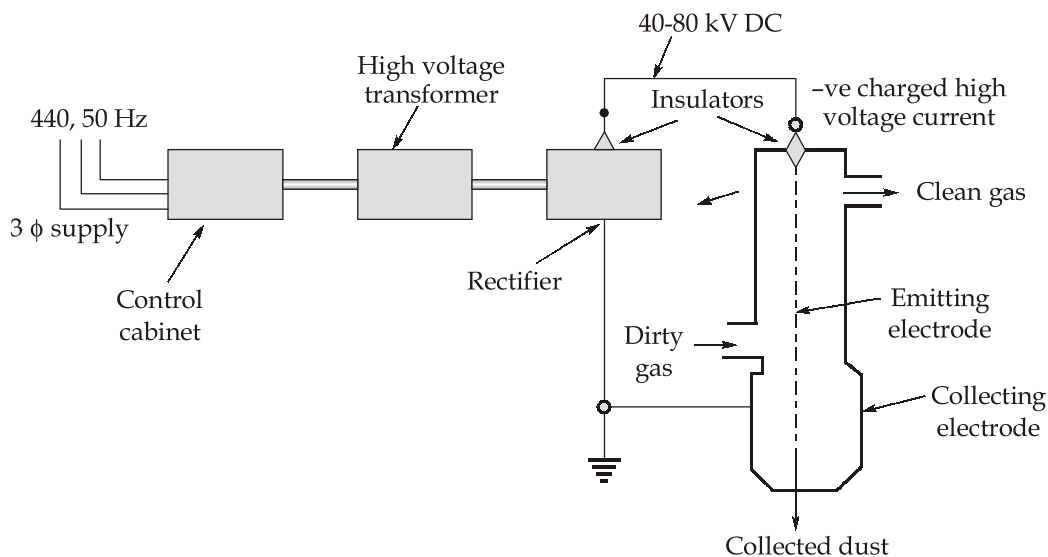 40-80 kV DC
High voltage
transformer
Insulators
–ve charged high
voltage current
440, 50 Hz
Clean gas
3 ϕ supply
Rectifier
Control
cabinet
Emitting
electrode
Dirty
gas
Collecting
electrode
Collected dust